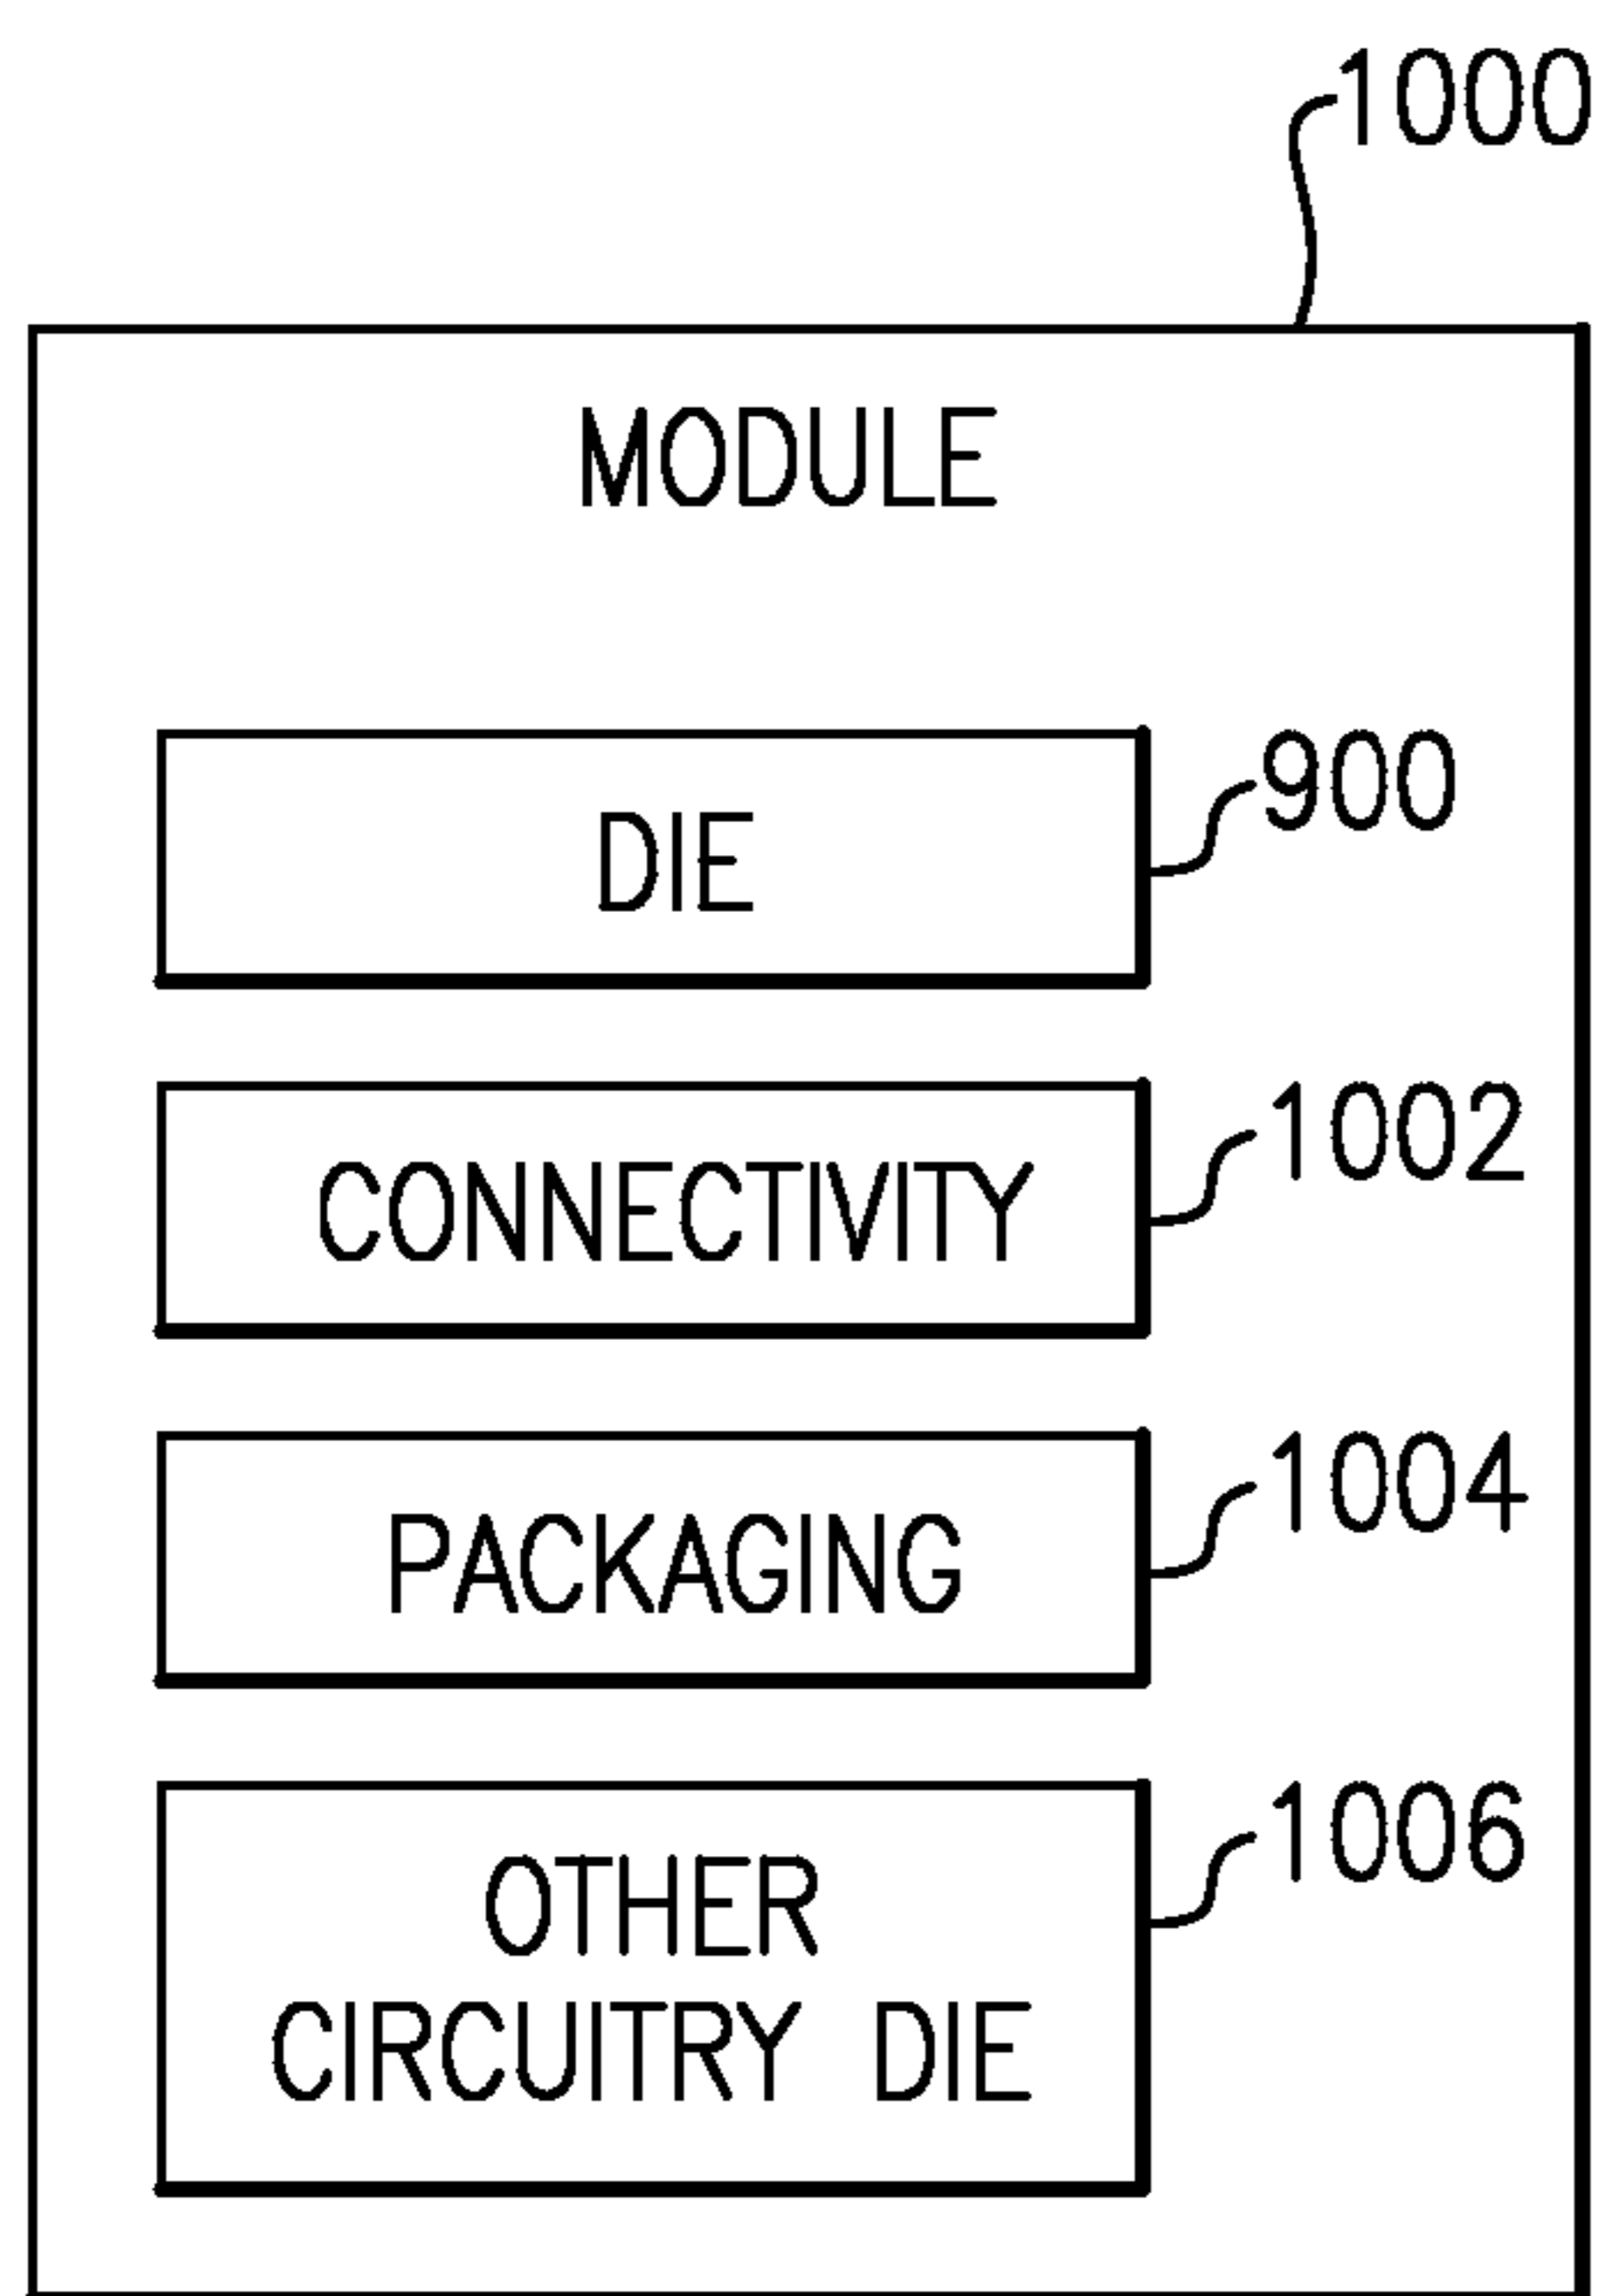 1000
MODULE
DIE
900
CONNECTIVITY
1002
PACKAGING
1004
OTHER
CIRCUITRY DIE
1006